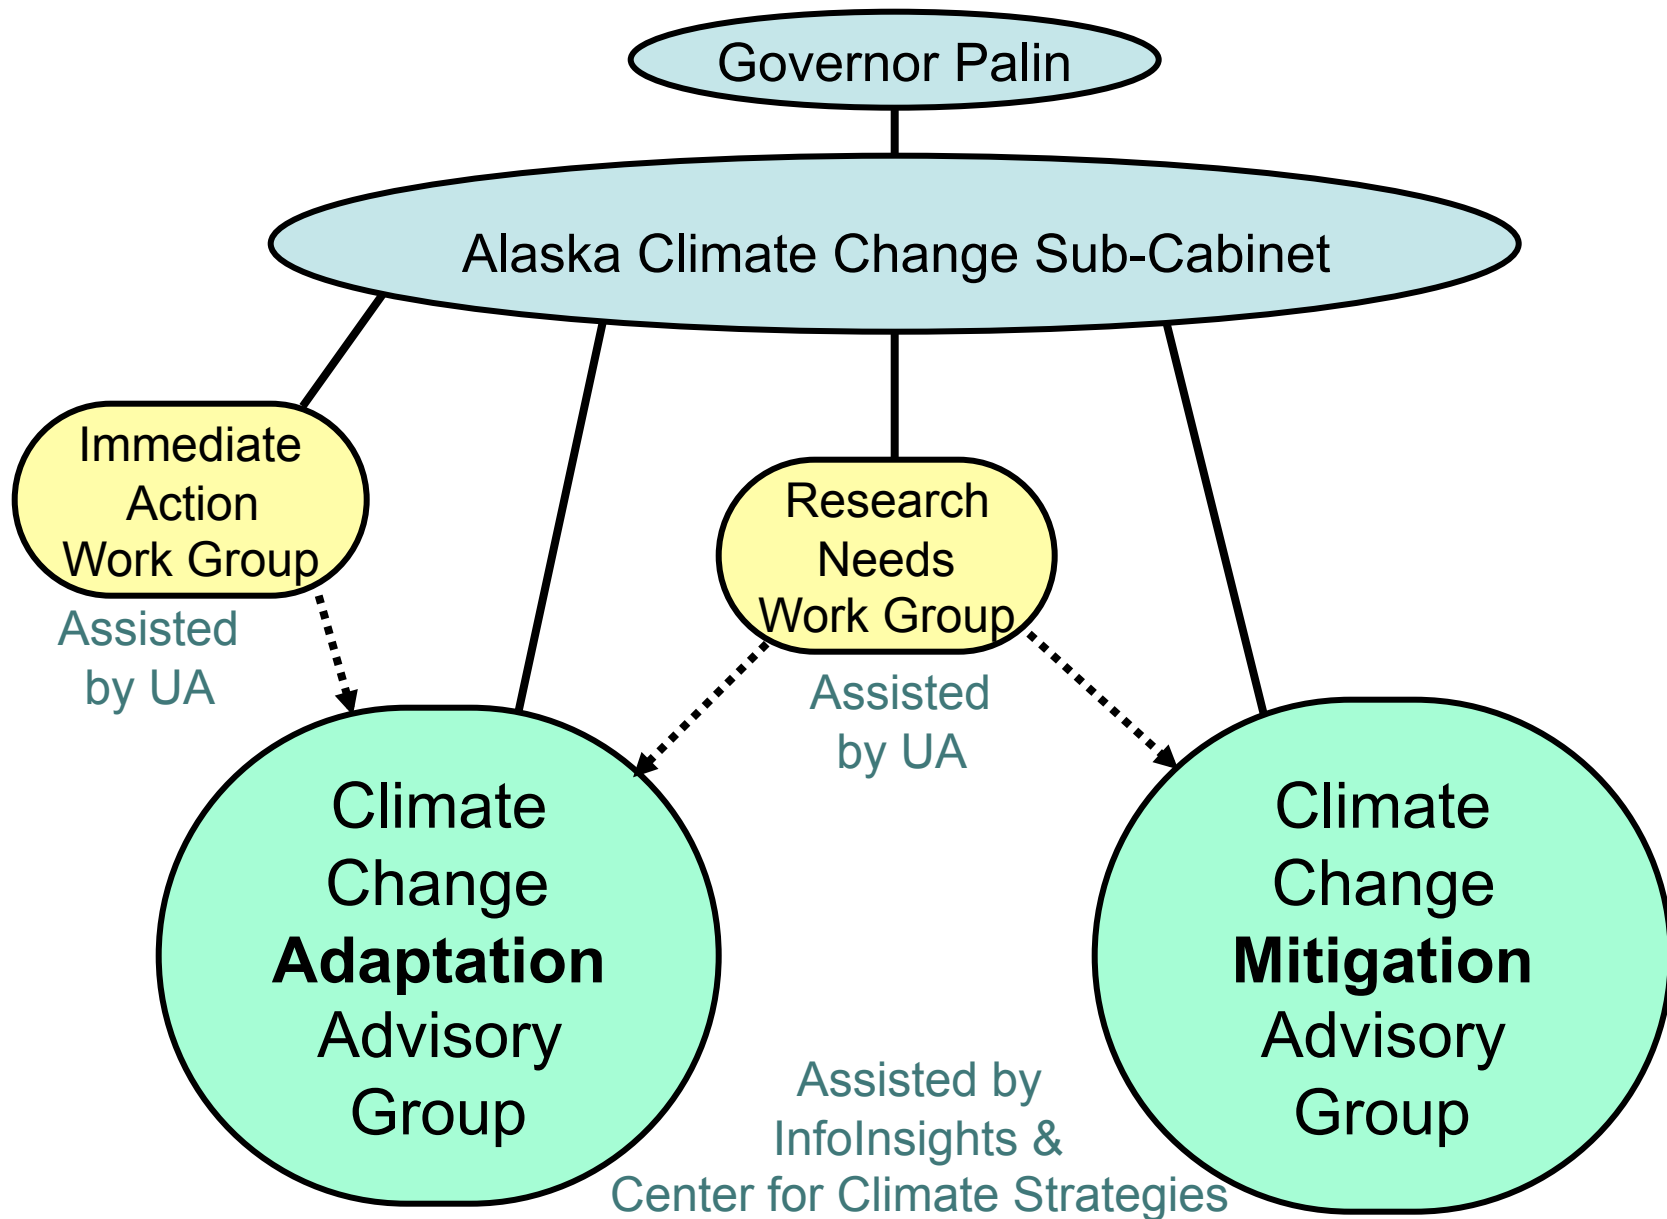 Governor Palin
Alaska Climate Change Sub-Cabinet
Immediate
Action
Work Group
Assisted
by UA
Research
Needs
Work Group
Assisted
by UA
Climate
Change
Adaptation
Advisory
Group
Climate
Change
Mitigation
Advisory
Group
Assisted by
InfoInsights &
Center for Climate Strategies